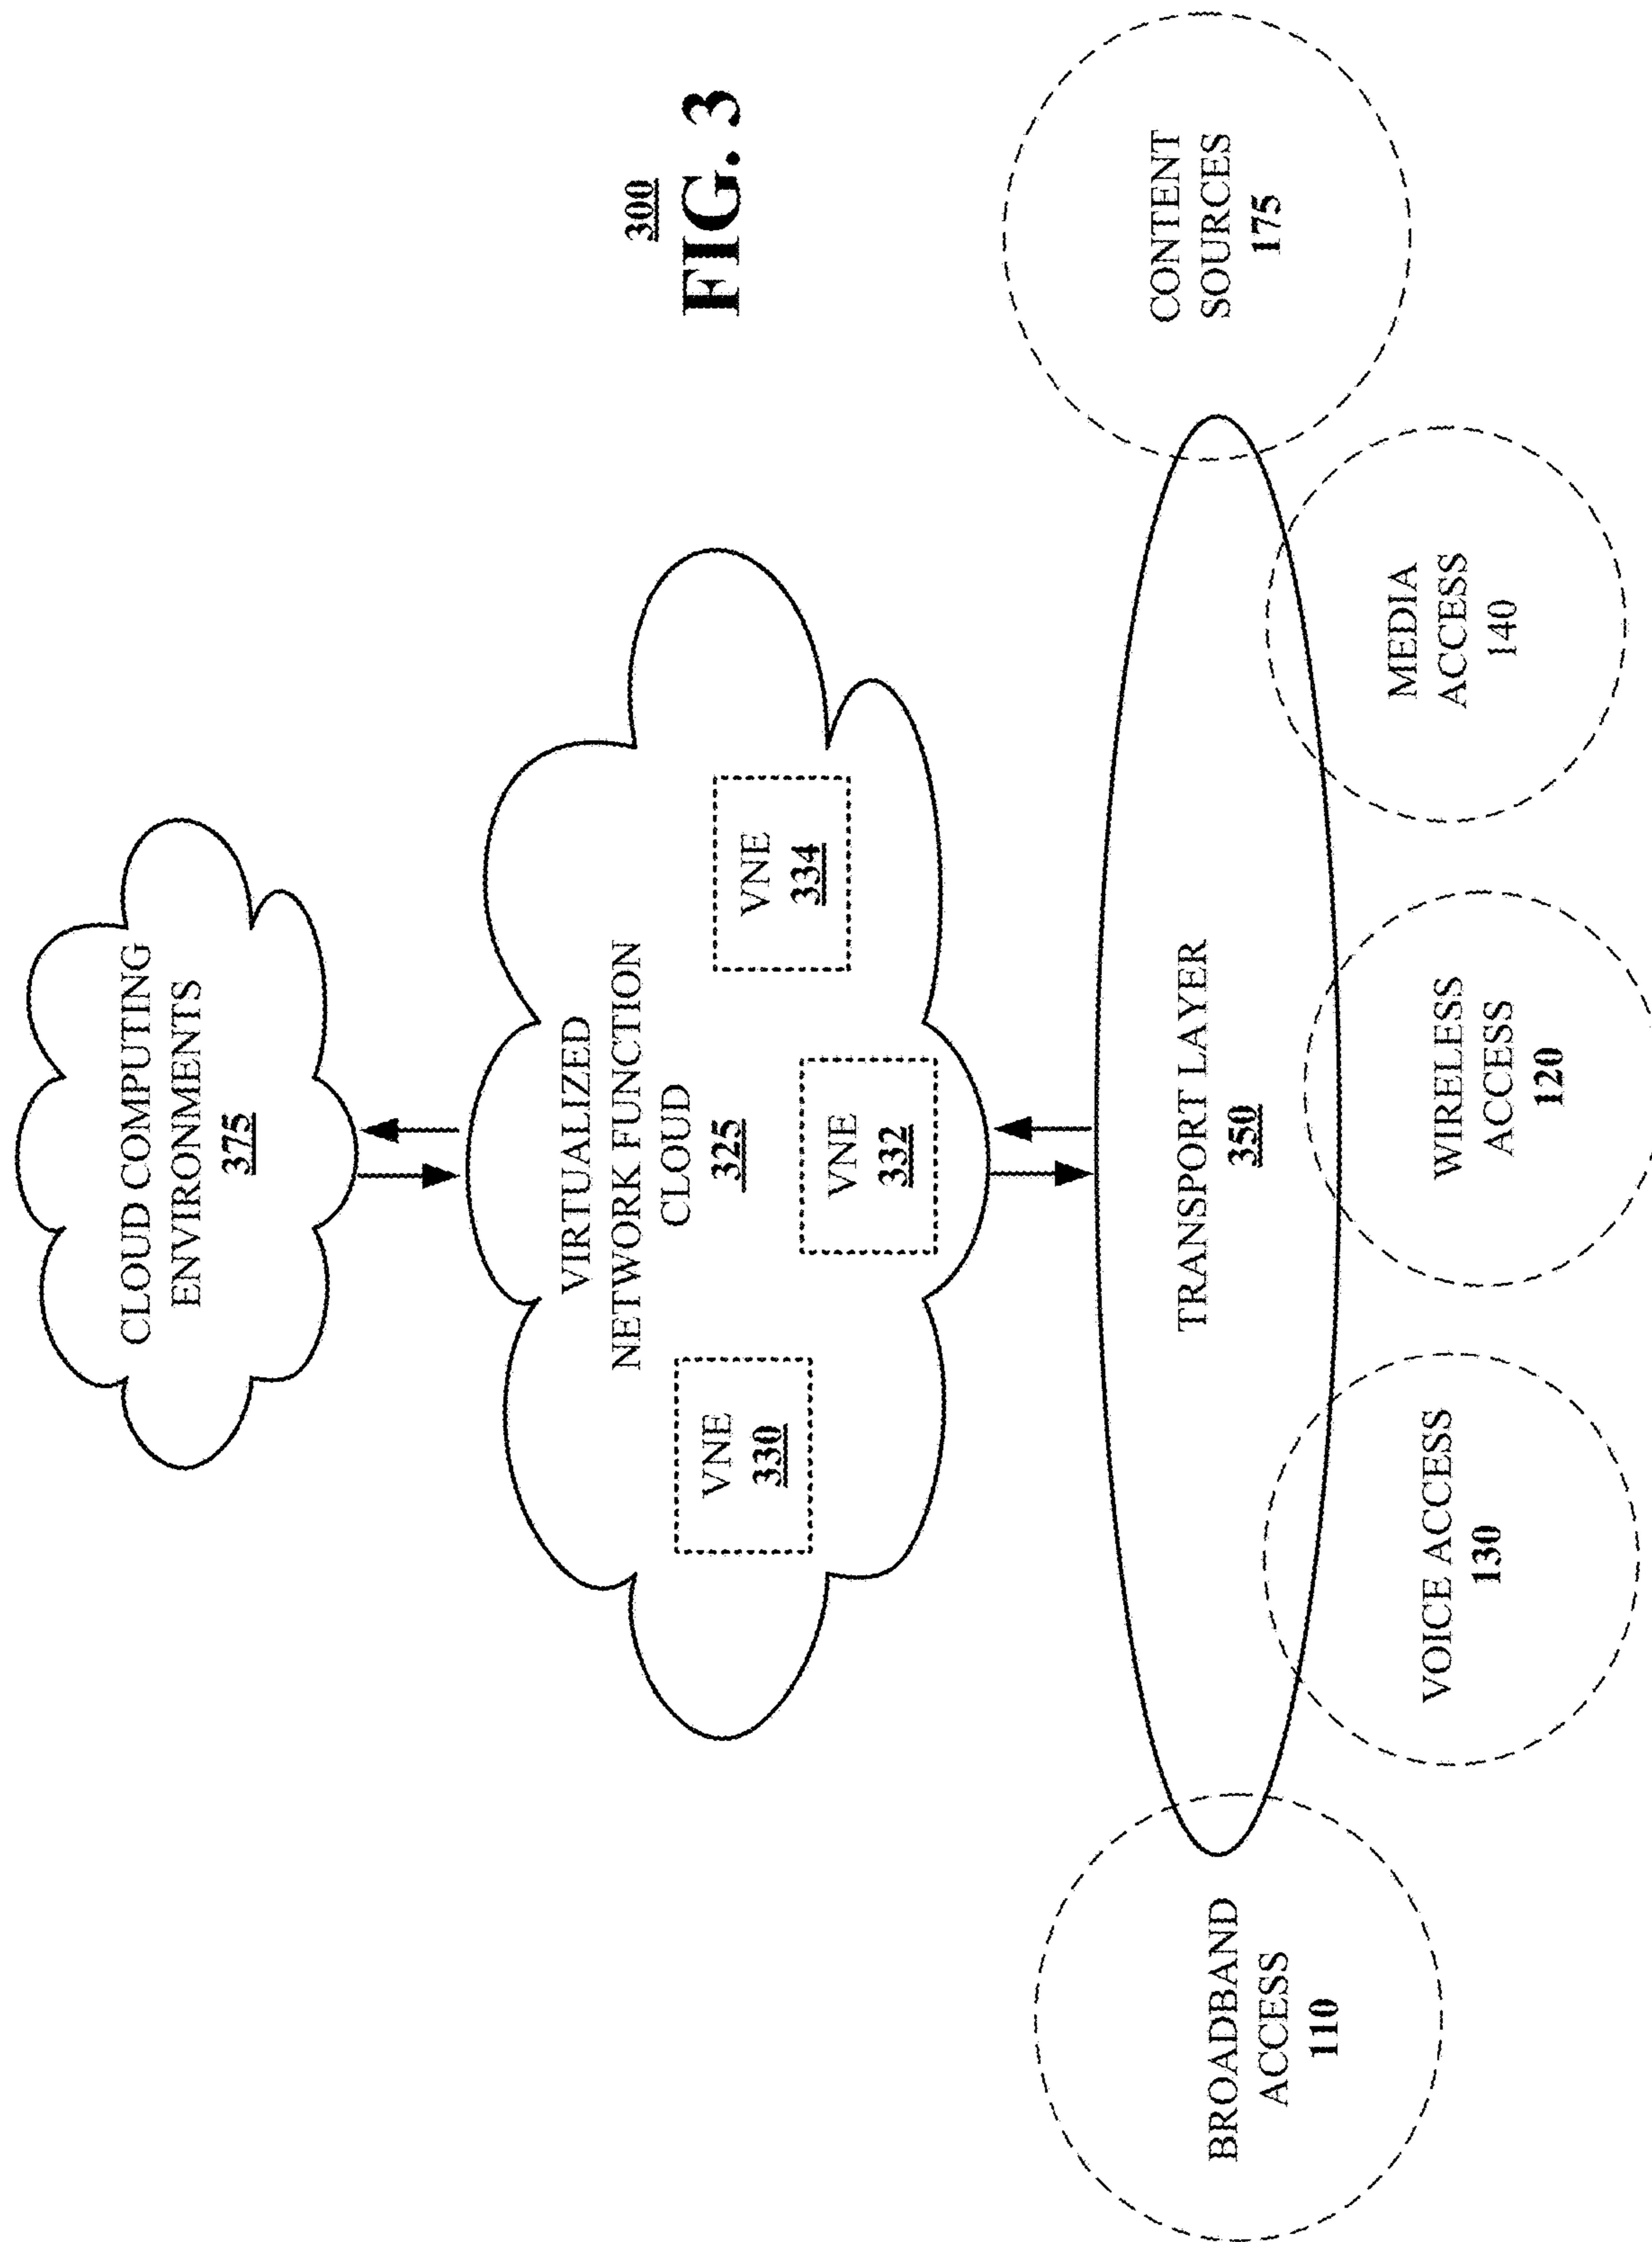 CLOUD COMPUTING
ENVIRONMENTS
375
VIRTUALIZED
NETWORK FUNCTION
CLOUD
325
VNE
330
VNE
332
VNE
334
TRANSPORT LAYER
350
BROADBAND
ACCESS
110
VOICE ACCESS
130
WIRELESS
ACCESS
120
MEDIA
ACCESS
140
CONTENT
SOURCES
175
300
FIG. 3